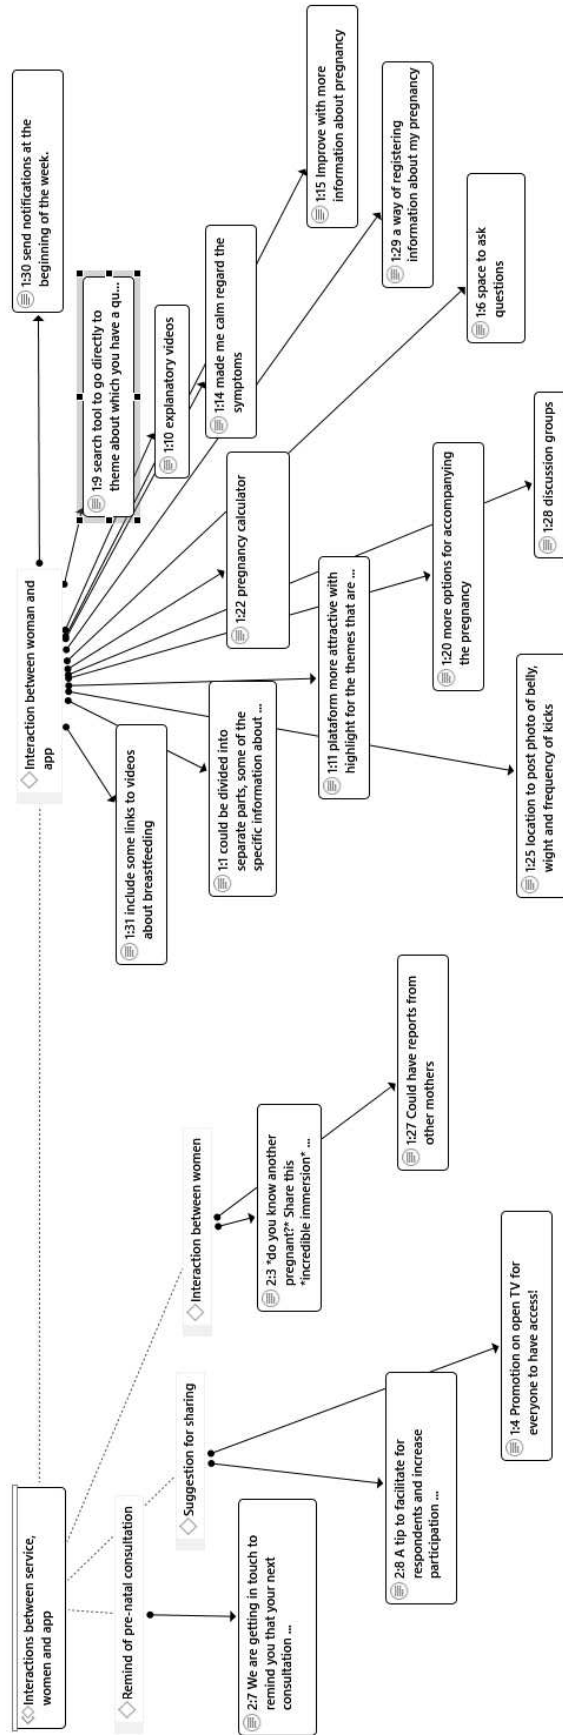 Interactions between service,
women and app
Remind of pre-natal consultation
2:7 We are getting in touch to
remind you that your next
consultation ...
Suggestion for sharing
2:8 A tip to facilitate for
respondents and increase
participation ...
1:4 Promotion on open TV for
everyone to have access!
Interaction between women
2:3 *do you know another
pregnant?* Share this
*incredible immersion* ...
1:27 Could have reports from
other mothers
Interaction between woman and
app
1:31 include some links to videos
about breastfeeding
1:1 could be divided into
separate parts, some of the
specific information about ...
1:25 location to post photo of belly,
wight and frequency of kicks
1:11 plataform more attractive with
highlight for the themes that are ...
1:20 more options for accompanying
the pregnancy
1:28 discussion groups
1:22 pregnancy calculator
1:6 space to ask
questions
1:29 a way of registering
information about my pregnancy
1:14 made me calm regard the
symptoms
1:15 Improve with more
information about pregnancy
1:10 explanatory videos
1:9 search tool to go directly to
theme about which you have a qu...
1:30 send notifications at the
beginning of the week.